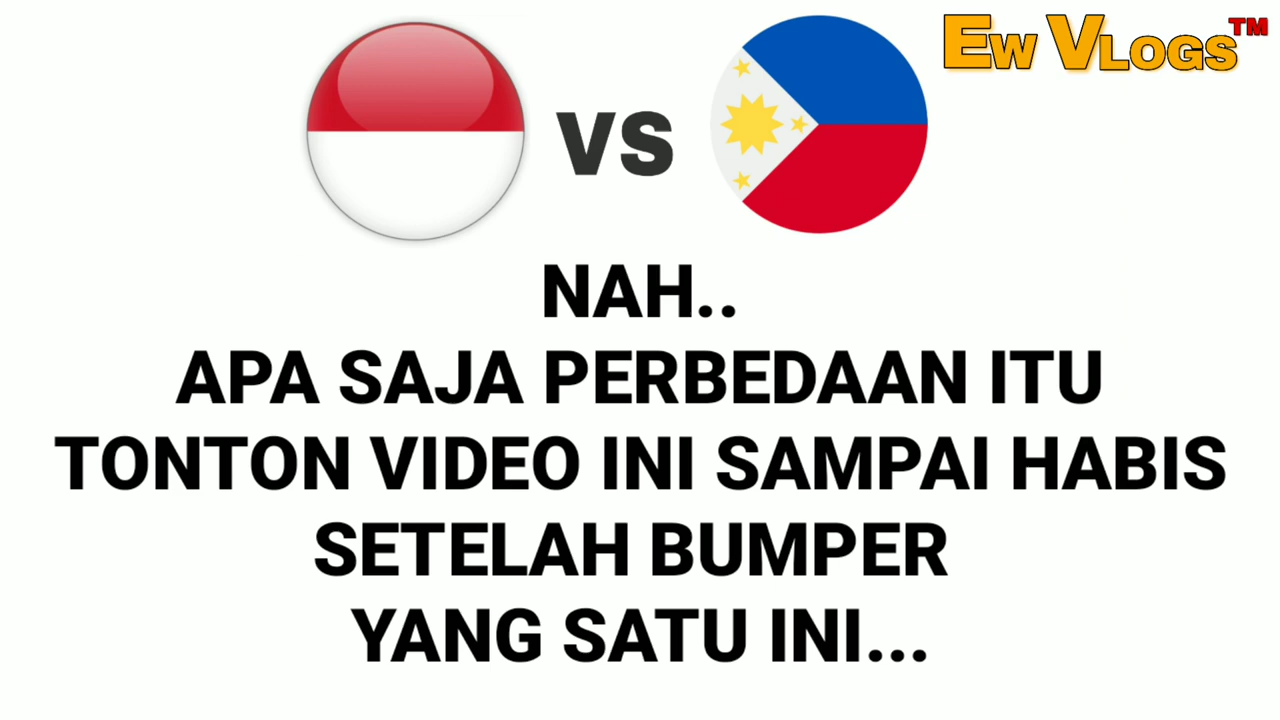 EW VLOGS™
VS
NAH..
APA SAJA PERBEDAAN ITU
TONTON VIDEO INI SAMPAI HABIS
SETELAH BUMPER
YANG SATU INI...